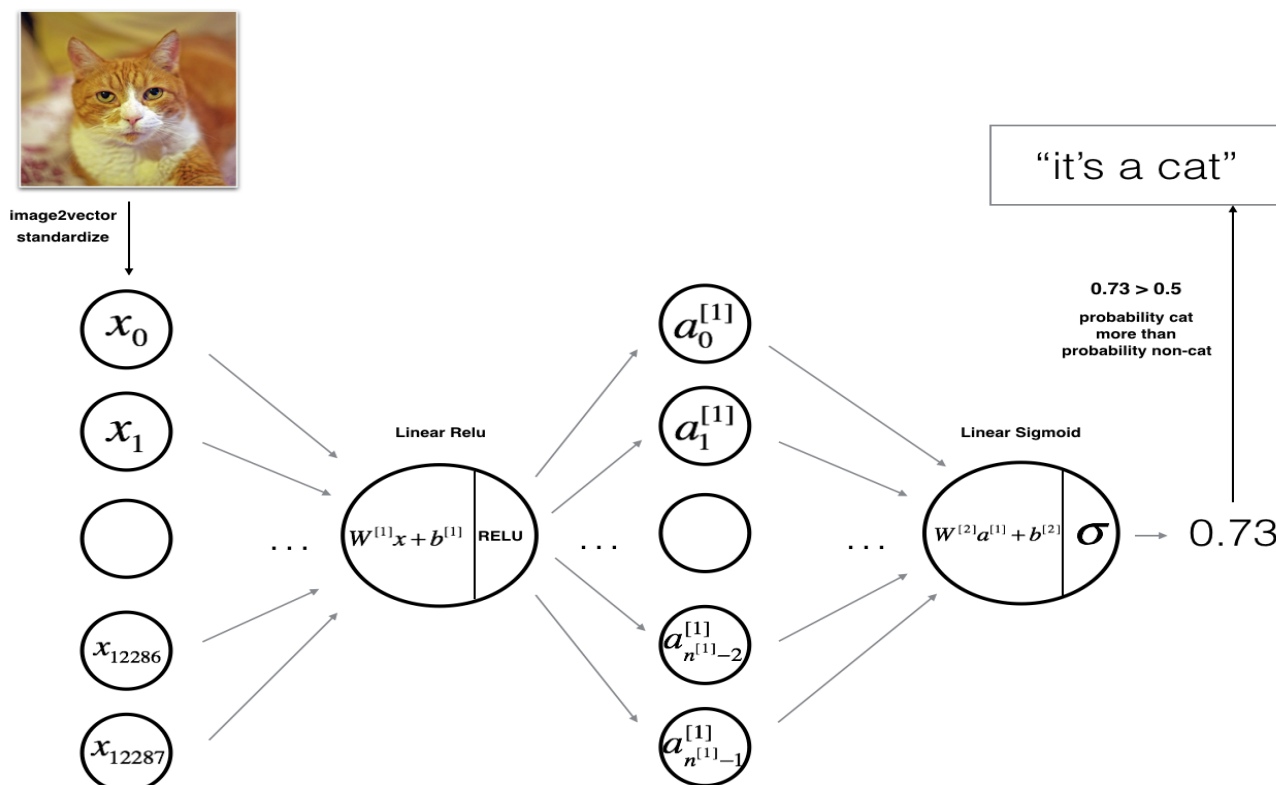 image2vector
standardize
“it’s a cat”
0.73 > 0.5
probability cat
more than
probability non-cat
x₀
x₁
x₁₂₂₈₆
x₁₂₂₈₇
Linear Relu
W^[1]x + b^[1] RELU
...
...
a₀^[1]
a₁^[1]
a^[1]_{n^[1]−2}
a^[1]_{n^[1]−1}
...
Linear Sigmoid
W^[2]a^[1] + b^[2] σ
0.73